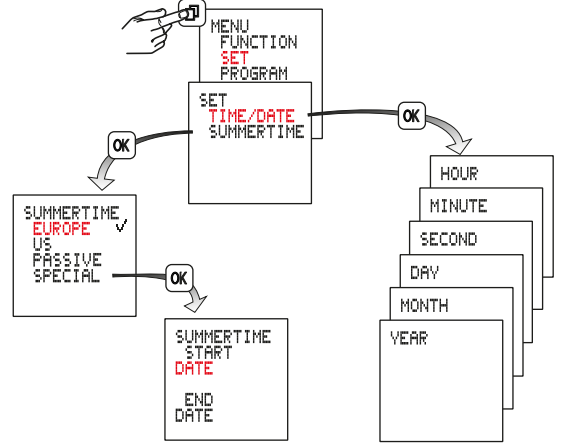 MENU
FUNCTION
SET
PROGRAM
SET
TIME/DATE
SUMMERTIME
OK
OK
SUMMERTIME
EUROPE
US
PASSIVE
SPECIAL
OK
SUMMERTIME
START
DATE
END
DATE
HOUR
MINUTE
SECOND
DAY
MONTH
YEAR